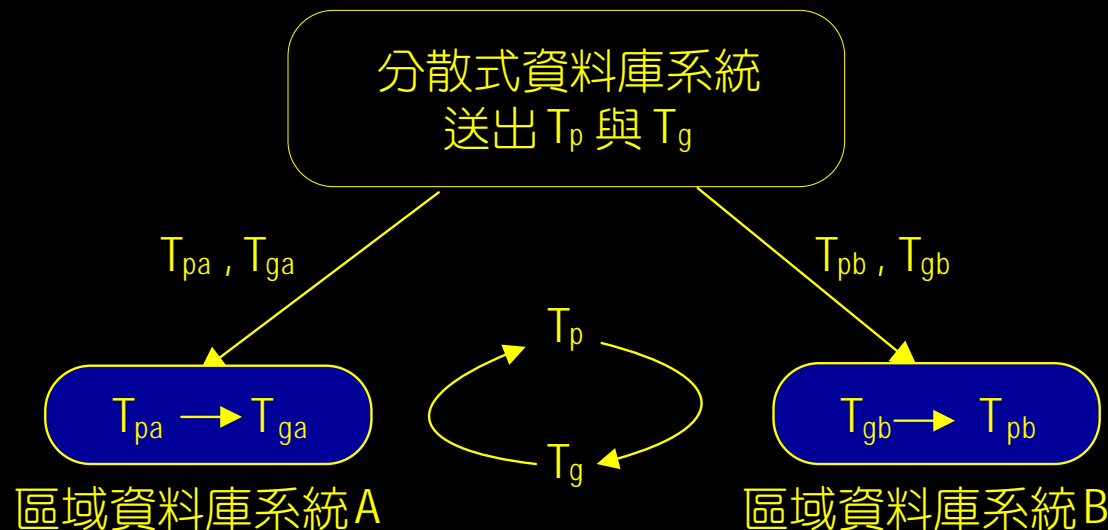 分散式資料庫系統
送出 Tp 與 Tg
Tpa , Tga
Tpb , Tgb
Tp
Tpa → Tga
Tgb → Tpb
Tg
區域資料庫系統A
區域資料庫系統B